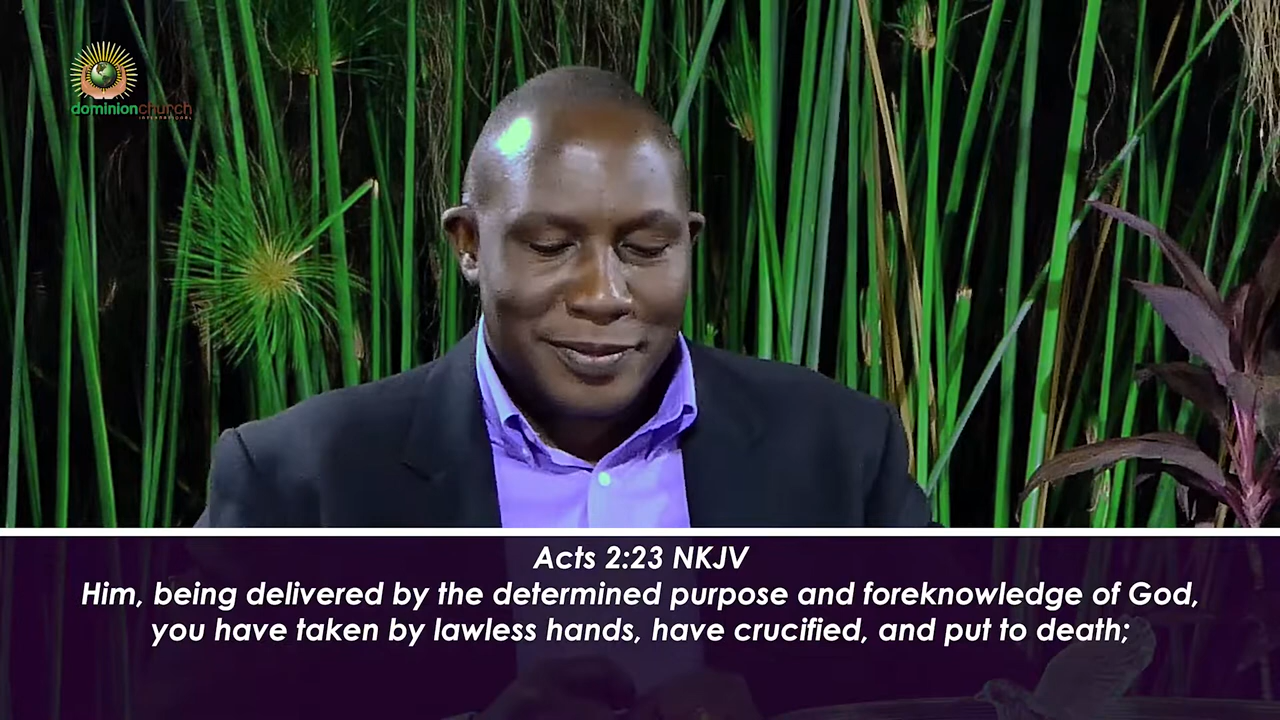 dominionchurch
INTERNATIONAL
Acts 2:23 NKJV
Him, being delivered by the determined purpose and foreknowledge of God,
you have taken by lawless hands, have crucified, and put to death;